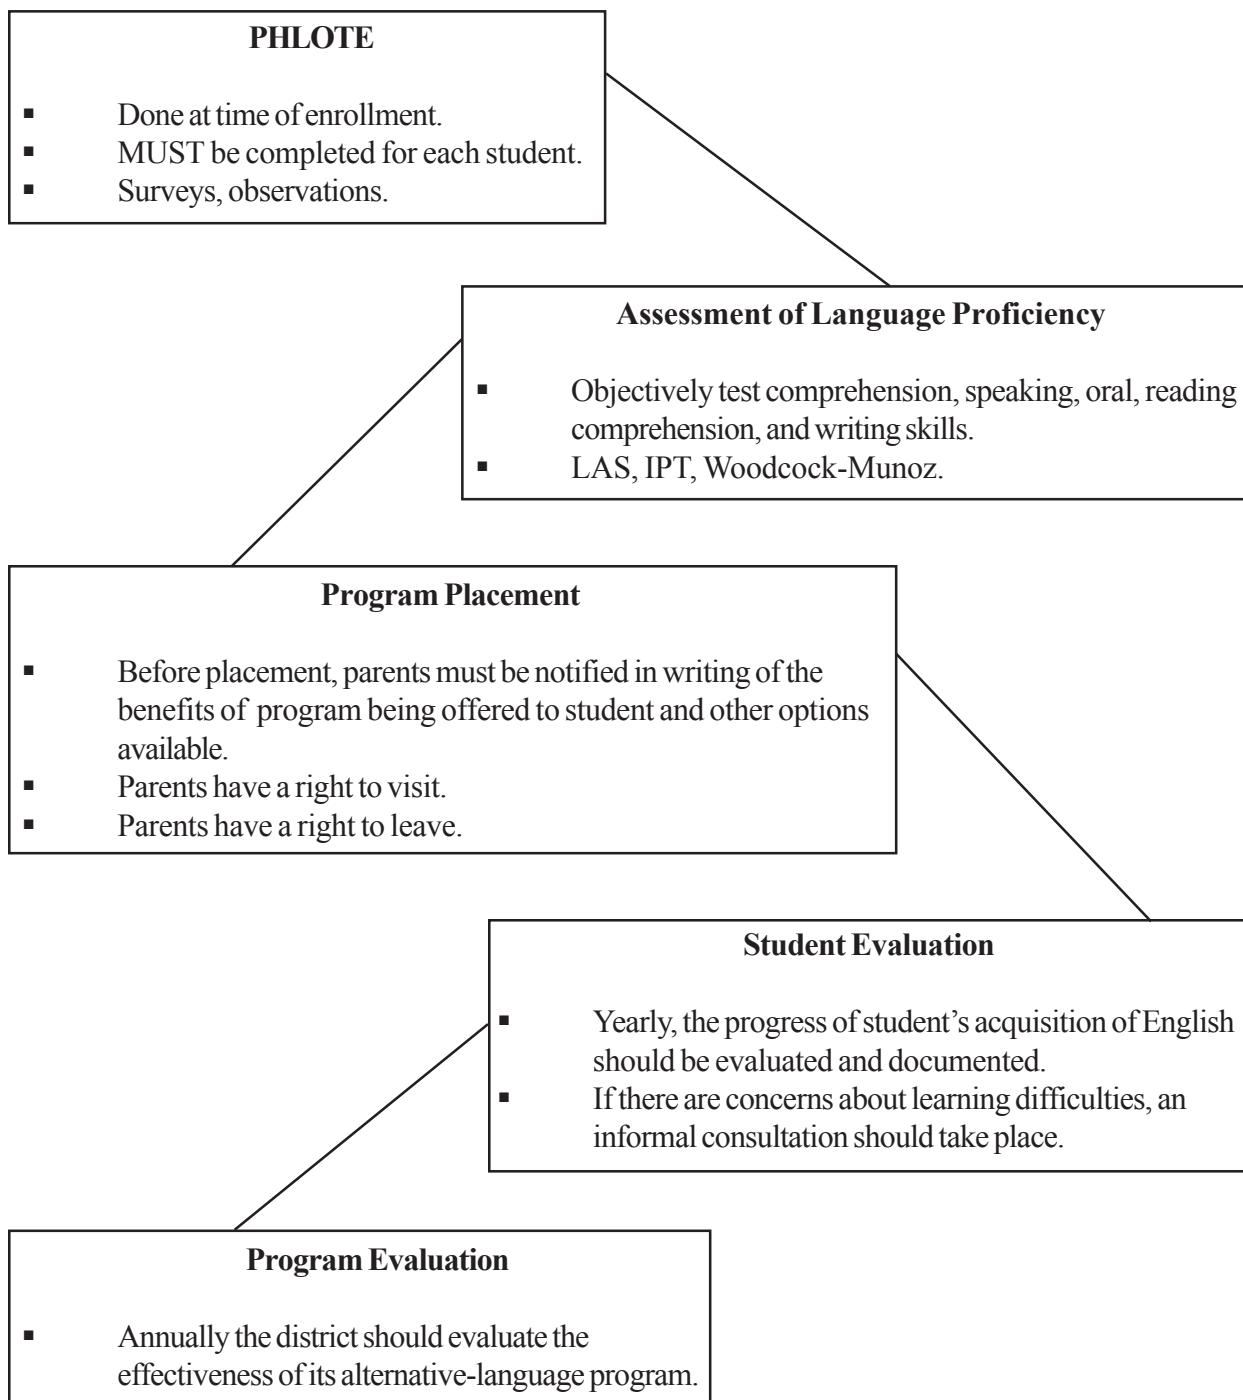 PHLOTE
▪ Done at time of enrollment.
▪ MUST be completed for each student.
▪ Surveys, observations.
Assessment of Language Proficiency
▪ Objectively test comprehension, speaking, oral, reading
comprehension, and writing skills.
▪ LAS, IPT, Woodcock-Munoz.
Program Placement
▪ Before placement, parents must be notified in writing of the
benefits of program being offered to student and other options
available.
▪ Parents have a right to visit.
▪ Parents have a right to leave.
Student Evaluation
▪ Yearly, the progress of student’s acquisition of English
should be evaluated and documented.
▪ If there are concerns about learning difficulties, an
informal consultation should take place.
Program Evaluation
▪ Annually the district should evaluate the
effectiveness of its alternative-language program.